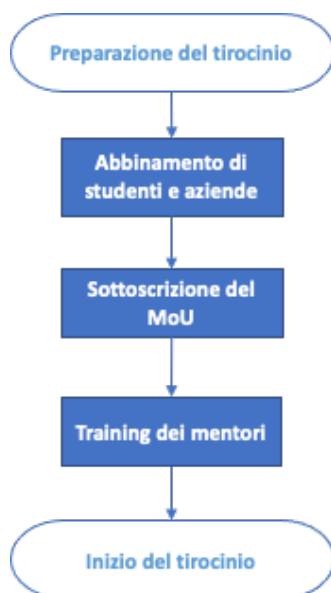 Preparazione del tirocinio
Abbinamento di
studenti e aziende
Sottoscrizione del
MoU
Training dei mentori
Inizio del tirocinio